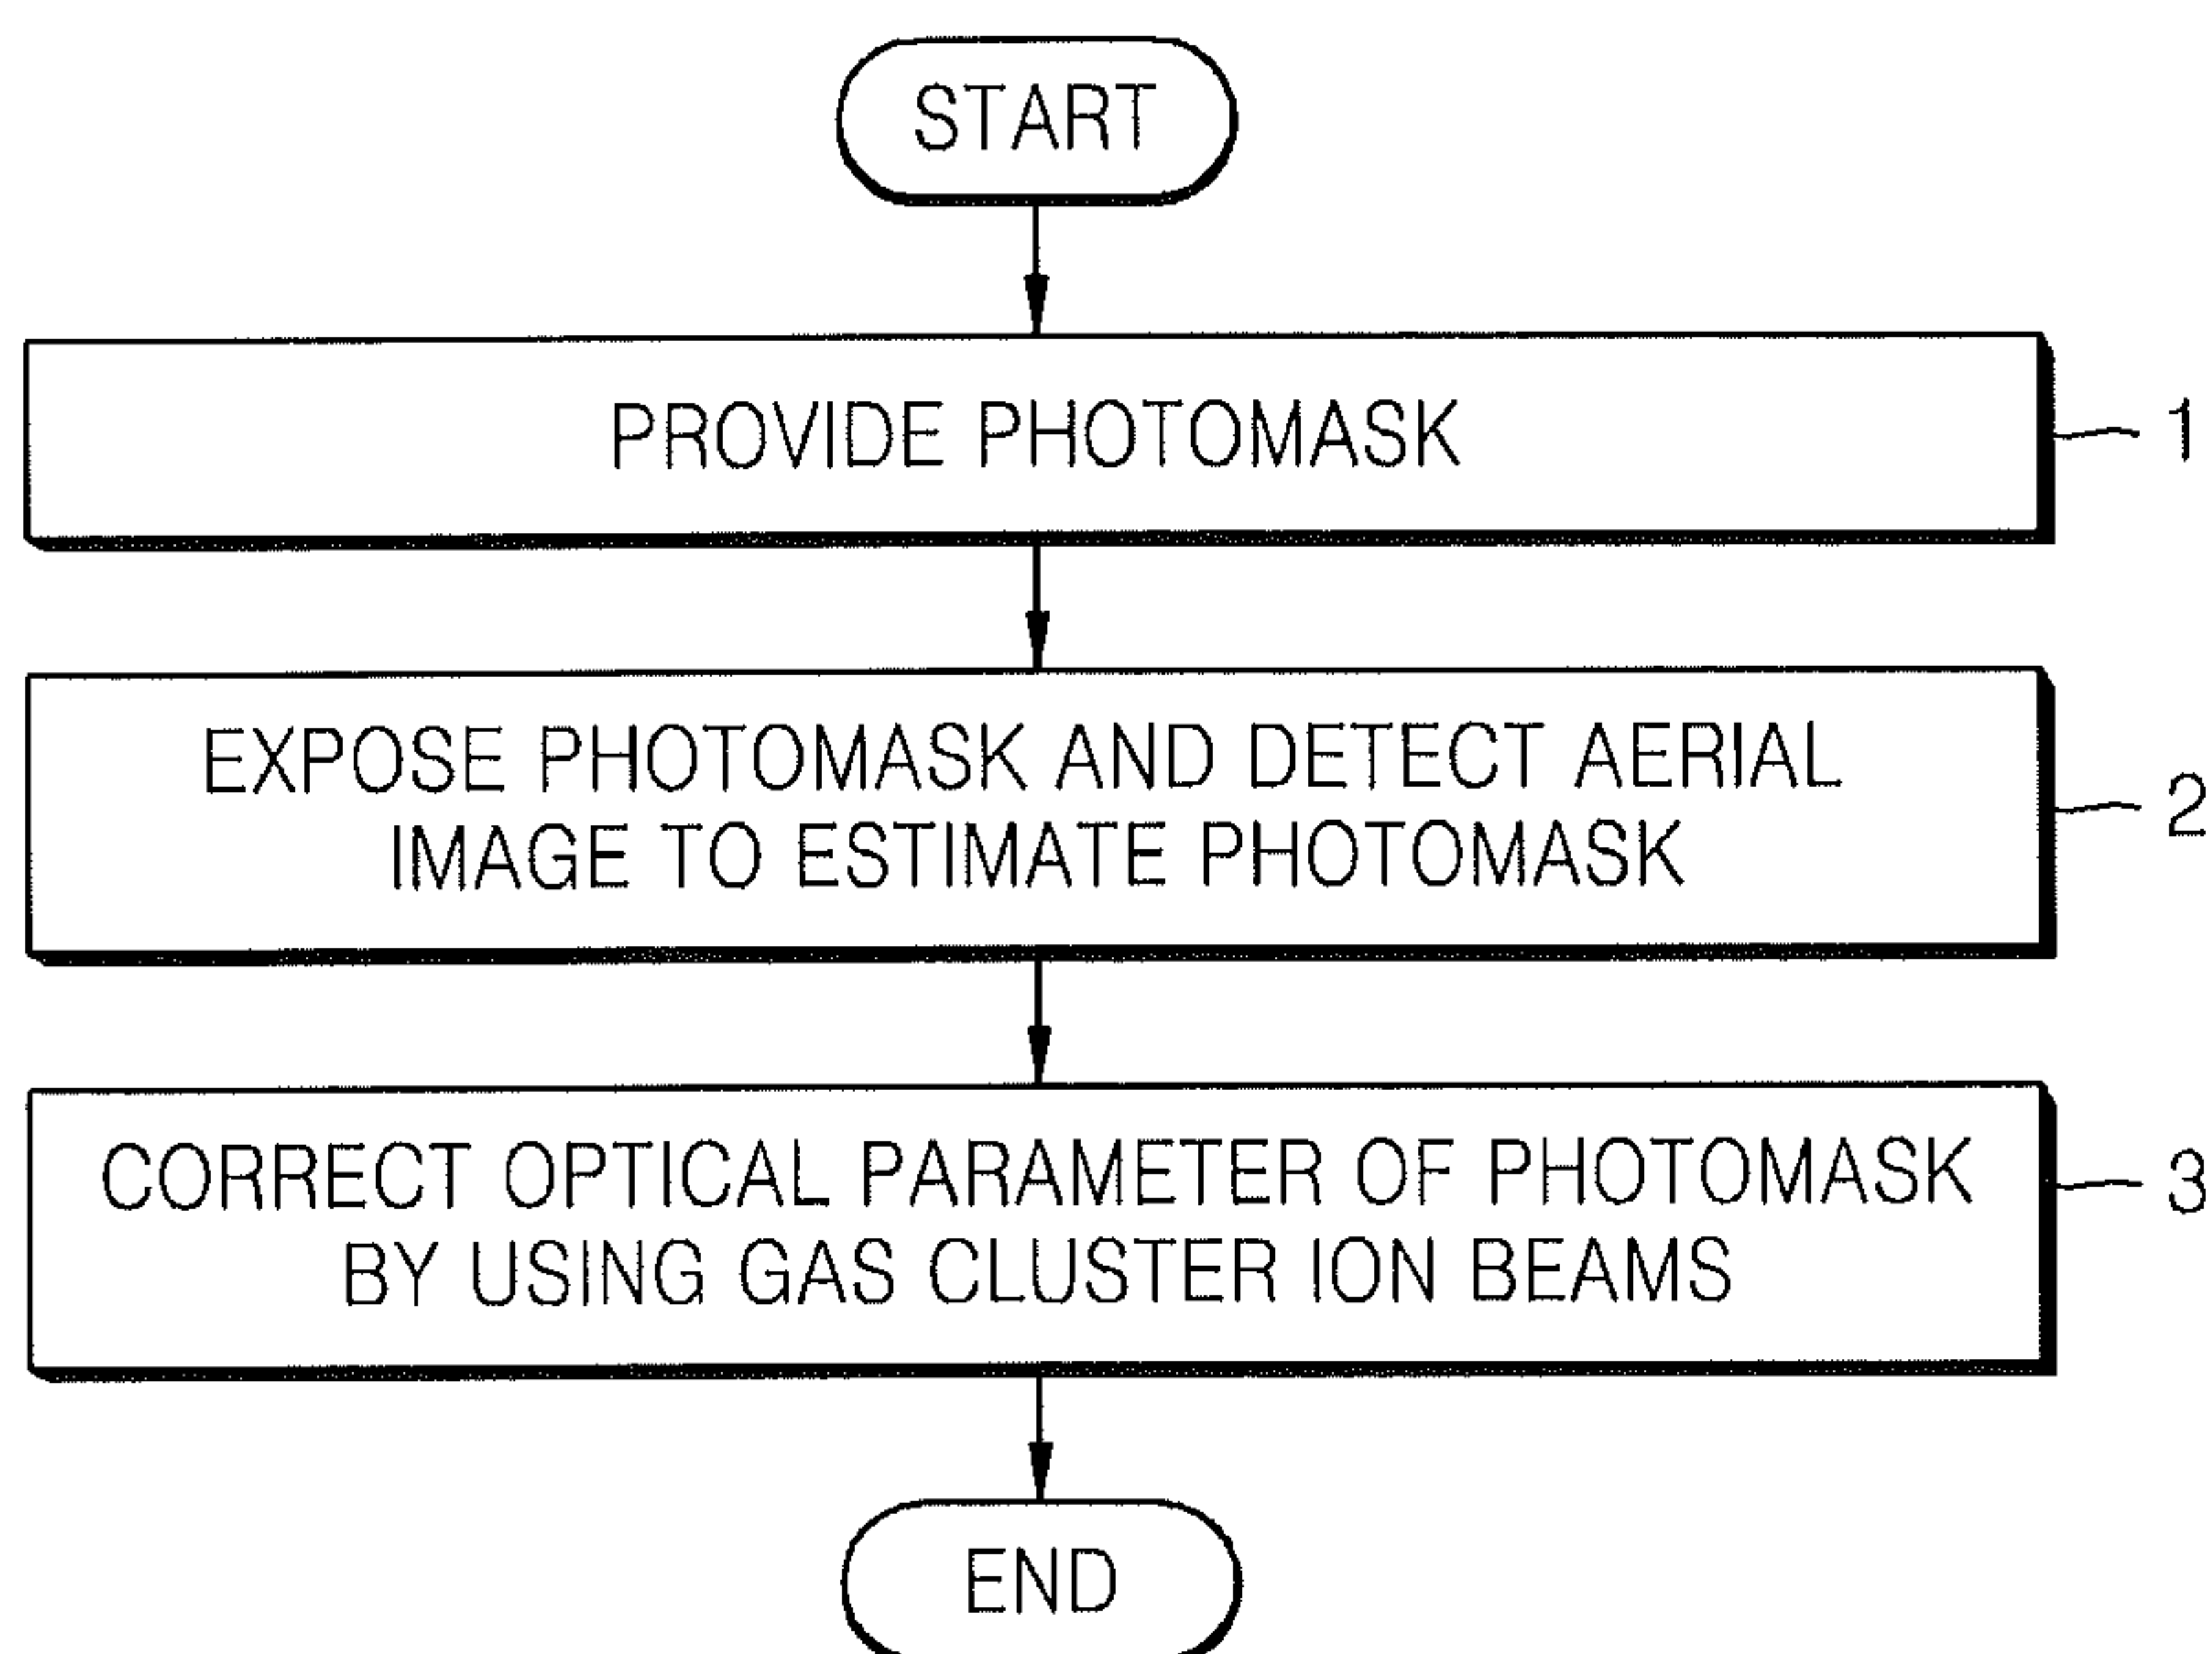 START
PROVIDE PHOTOMASK
1
EXPOSE PHOTOMASK AND DETECT AERIAL
IMAGE TO ESTIMATE PHOTOMASK
2
CORRECT OPTICAL PARAMETER OF PHOTOMASK
BY USING GAS CLUSTER ION BEAMS
3
END